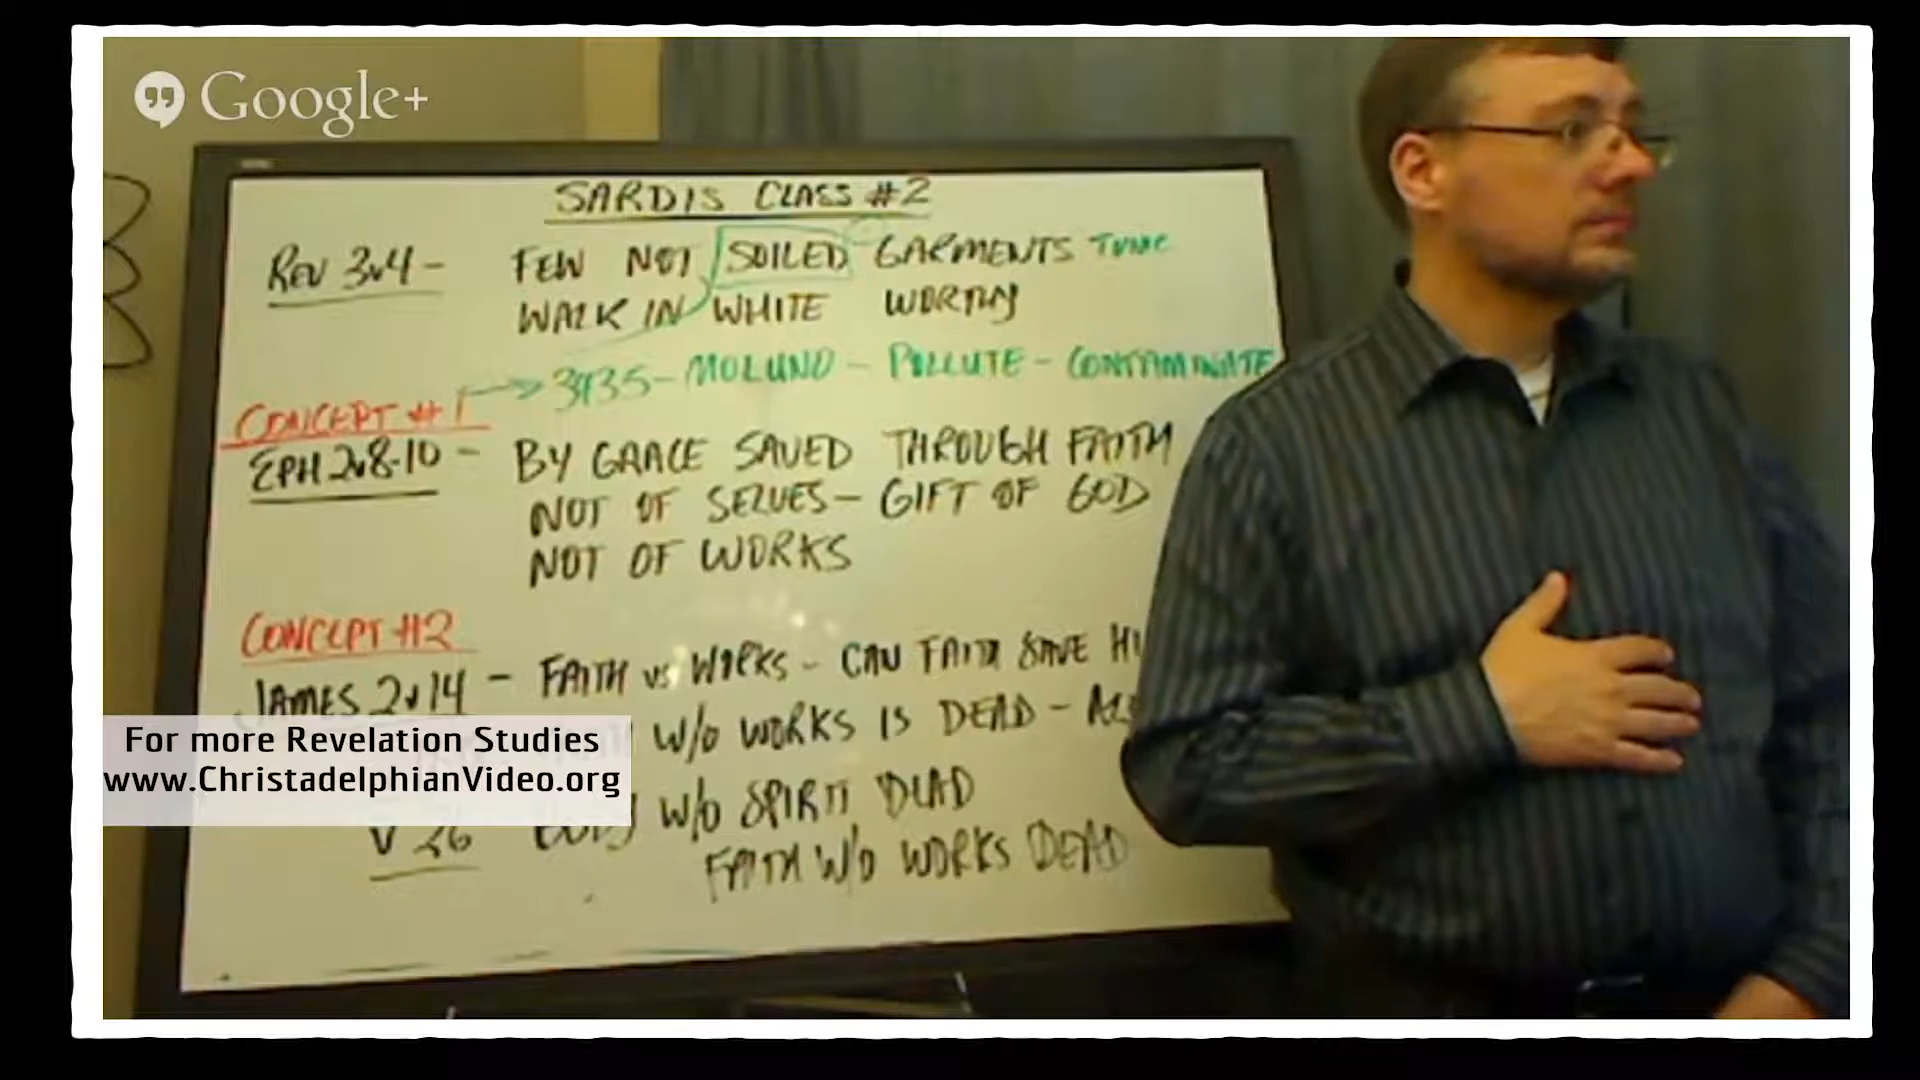 Google+
SARDIS CLASS #2
REV 3v4 - FEW NOT SOILED GARMENTS TUNIC
WALK IN WHITE WORTHY
3435 - MOLUNO - POLLUTE - CONTAMINATE
CONCEPT #1
EPH 2v8-10 - BY GRACE SAVED THROUGH FAITH
NOT OF SELVES - GIFT OF GOD
NOT OF WORKS
CONCEPT #2
JAMES 2v14 - FAITH vs WORKS - CAN FAITH SAVE HI
W/O WORKS IS DEAD -
For more Revelation Studies
www.ChristadelphianVideo.org
v 26 BODY W/O SPIRIT DEAD
FAITH W/O WORKS DEAD